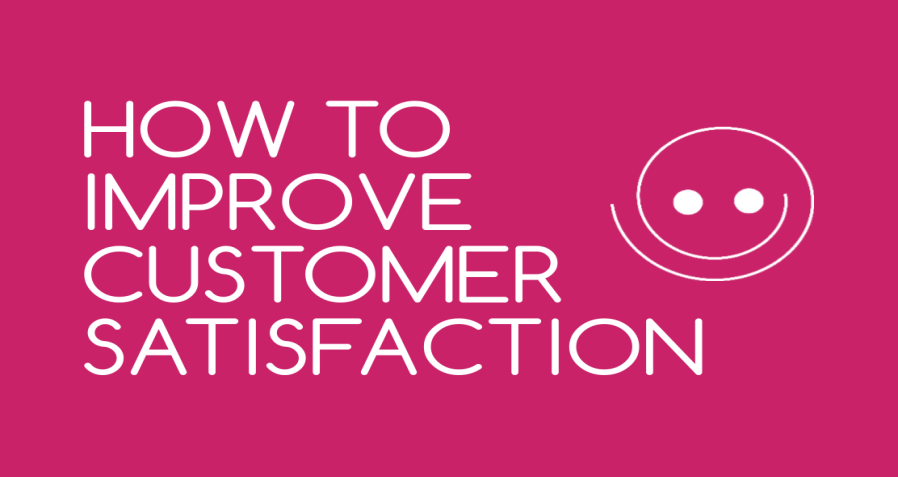 HOW TO
IMPROVE
CUSTOMER
SATISFACTION